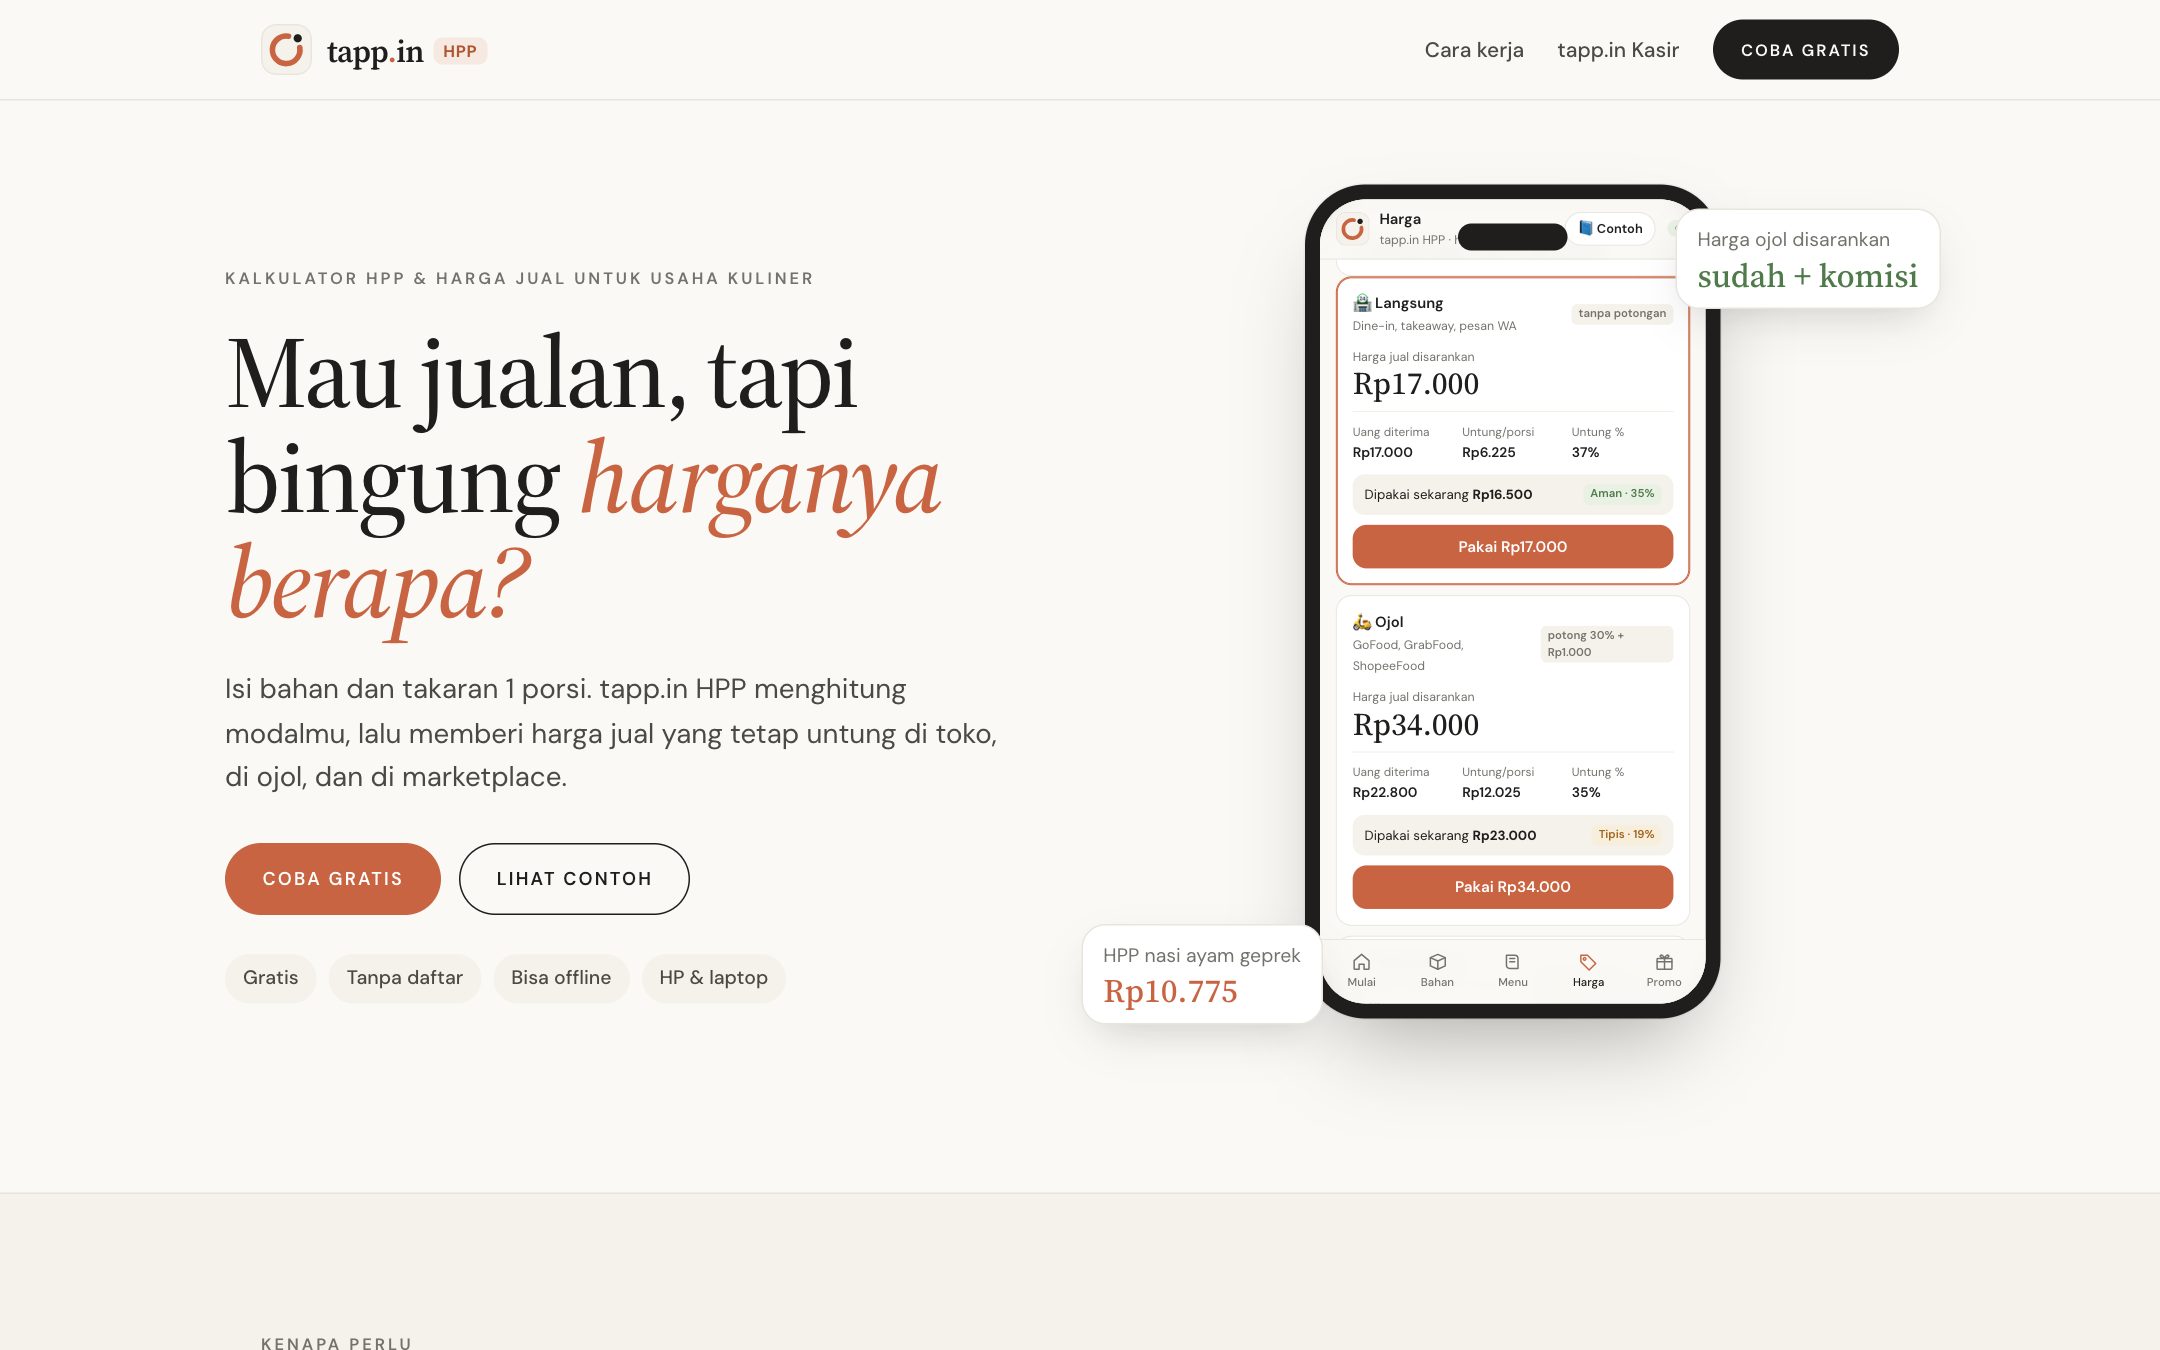 tapp.in HPP
Cara kerja
tapp.in Kasir
COBA GRATIS
KALKULATOR HPP & HARGA JUAL UNTUK USAHA KULINER
Mau jualan, tapi
bingung harganya
berapa?
Isi bahan dan takaran 1 porsi. tapp.in HPP menghitung
modalmu, lalu memberi harga jual yang tetap untung di toko,
di ojol, dan di marketplace.
COBA GRATIS
LIHAT CONTOH
Gratis
Tanpa daftar
Bisa offline
HP & laptop
Harga
tapp.in HPP ·
Contoh
Harga ojol disarankan
sudah + komisi
Langsung
tanpa potongan
Dine-in, takeaway, pesan WA
Harga jual disarankan
Rp17.000
Uang diterima Untung/porsi Untung %
Rp17.000 Rp6.225 37%
Dipakai sekarang Rp16.500 Aman · 35%
Pakai Rp17.000
Ojol
potong 30% +
Rp1.000
GoFood, GrabFood,
ShopeeFood
Harga jual disarankan
Rp34.000
Uang diterima Untung/porsi Untung %
Rp22.800 Rp12.025 35%
Dipakai sekarang Rp23.000 Tipis · 19%
Pakai Rp34.000
HPP nasi ayam geprek
Rp10.775
Mulai Bahan Menu Harga Promo
KENAPA PERLU